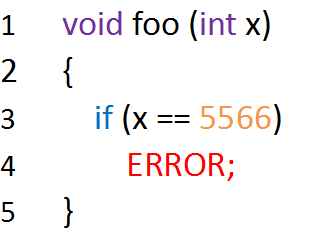 1 void foo (int x)
2 {
3 if (x == 5566)
4 ERROR;
5 }